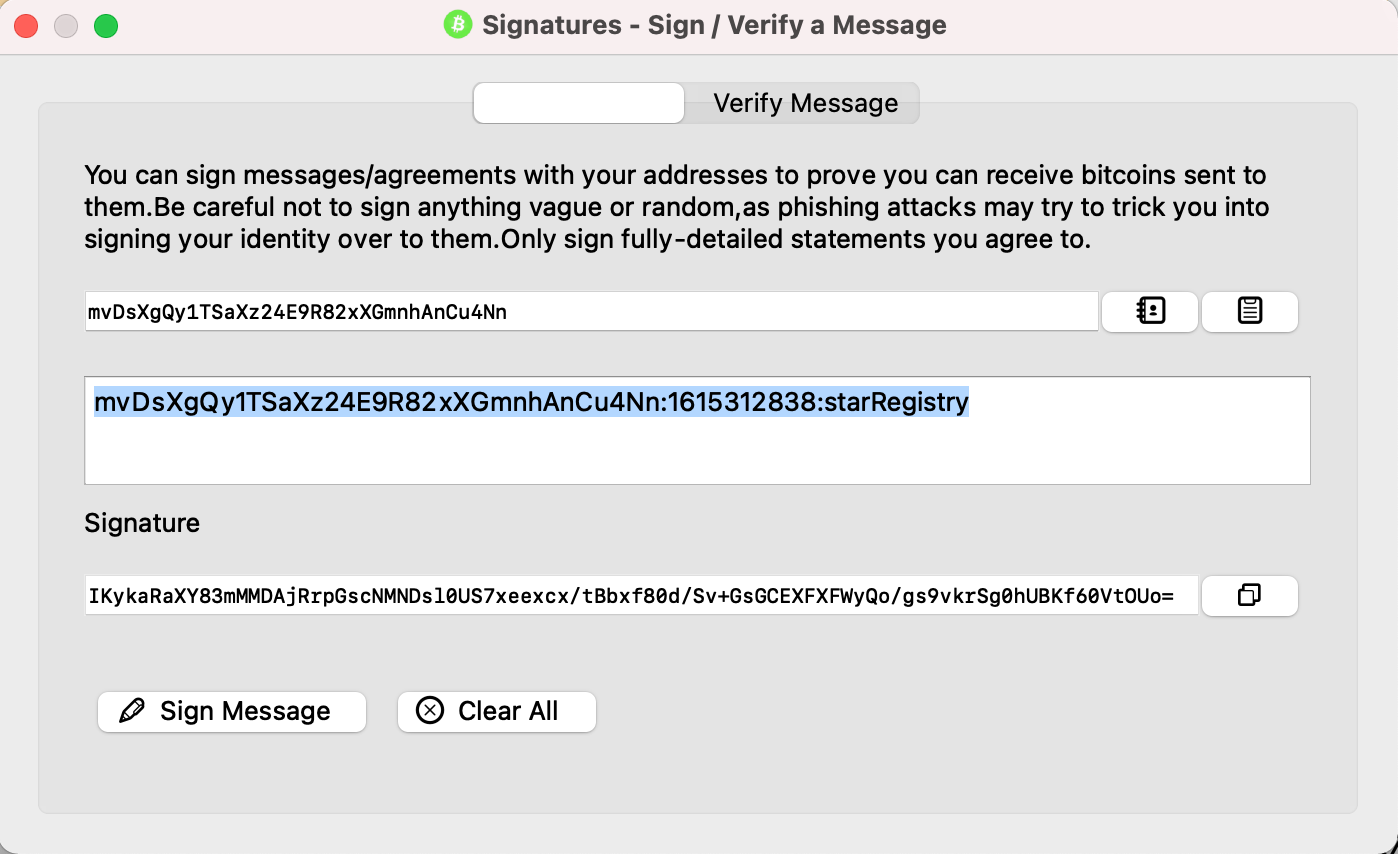 Signatures - Sign / Verify a Message
Verify Message
You can sign messages/agreements with your addresses to prove you can receive bitcoins sent to
them.Be careful not to sign anything vague or random,as phishing attacks may try to trick you into
signing your identity over to them.Only sign fully-detailed statements you agree to.
mvDsXgQy1TSaXz24E9R82xXGmnhAnCu4Nn
mvDsXgQy1TSaXz24E9R82xXGmnhAnCu4Nn:1615312838:starRegistry
Signature
IKykaRaXY83mMMDAjRrpGscNMNDsl0US7xeexcx/tBbxf80d/Sv+GsGCEXFXFWyQo/gs9vkrSg0hUBKf60VtOUo=
Sign Message
Clear All